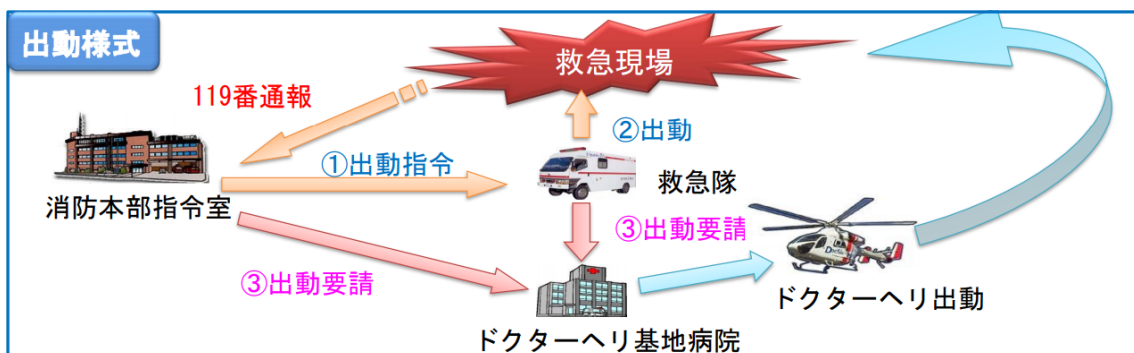 出動様式
救急現場
119番通報
②出動
①出動指令
救急隊
消防本部指令室
③出動要請
③出動要請
ドクターヘリ出動
ドクターヘリ基地病院